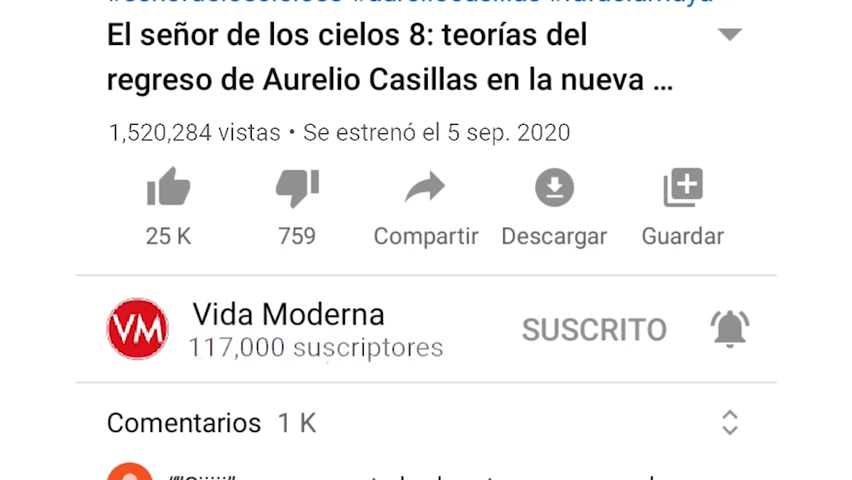 El señor de los cielos 8: teorías del
regreso de Aurelio Casillas en la nueva ...
1,520,284 vistas • Se estrenó el 5 sep. 2020
25 K 759 Compartir Descargar Guardar
VM Vida Moderna
117,000 suscriptores
SUSCRITO
Comentarios 1 K